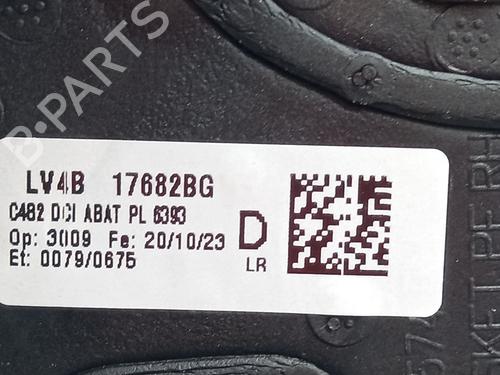 B-PARTS
LV4B 17682BG
C482 DCI ABAT PL 6393
Op: 3009 Fe: 20/10/23
Et: 0079/0675
D
LR